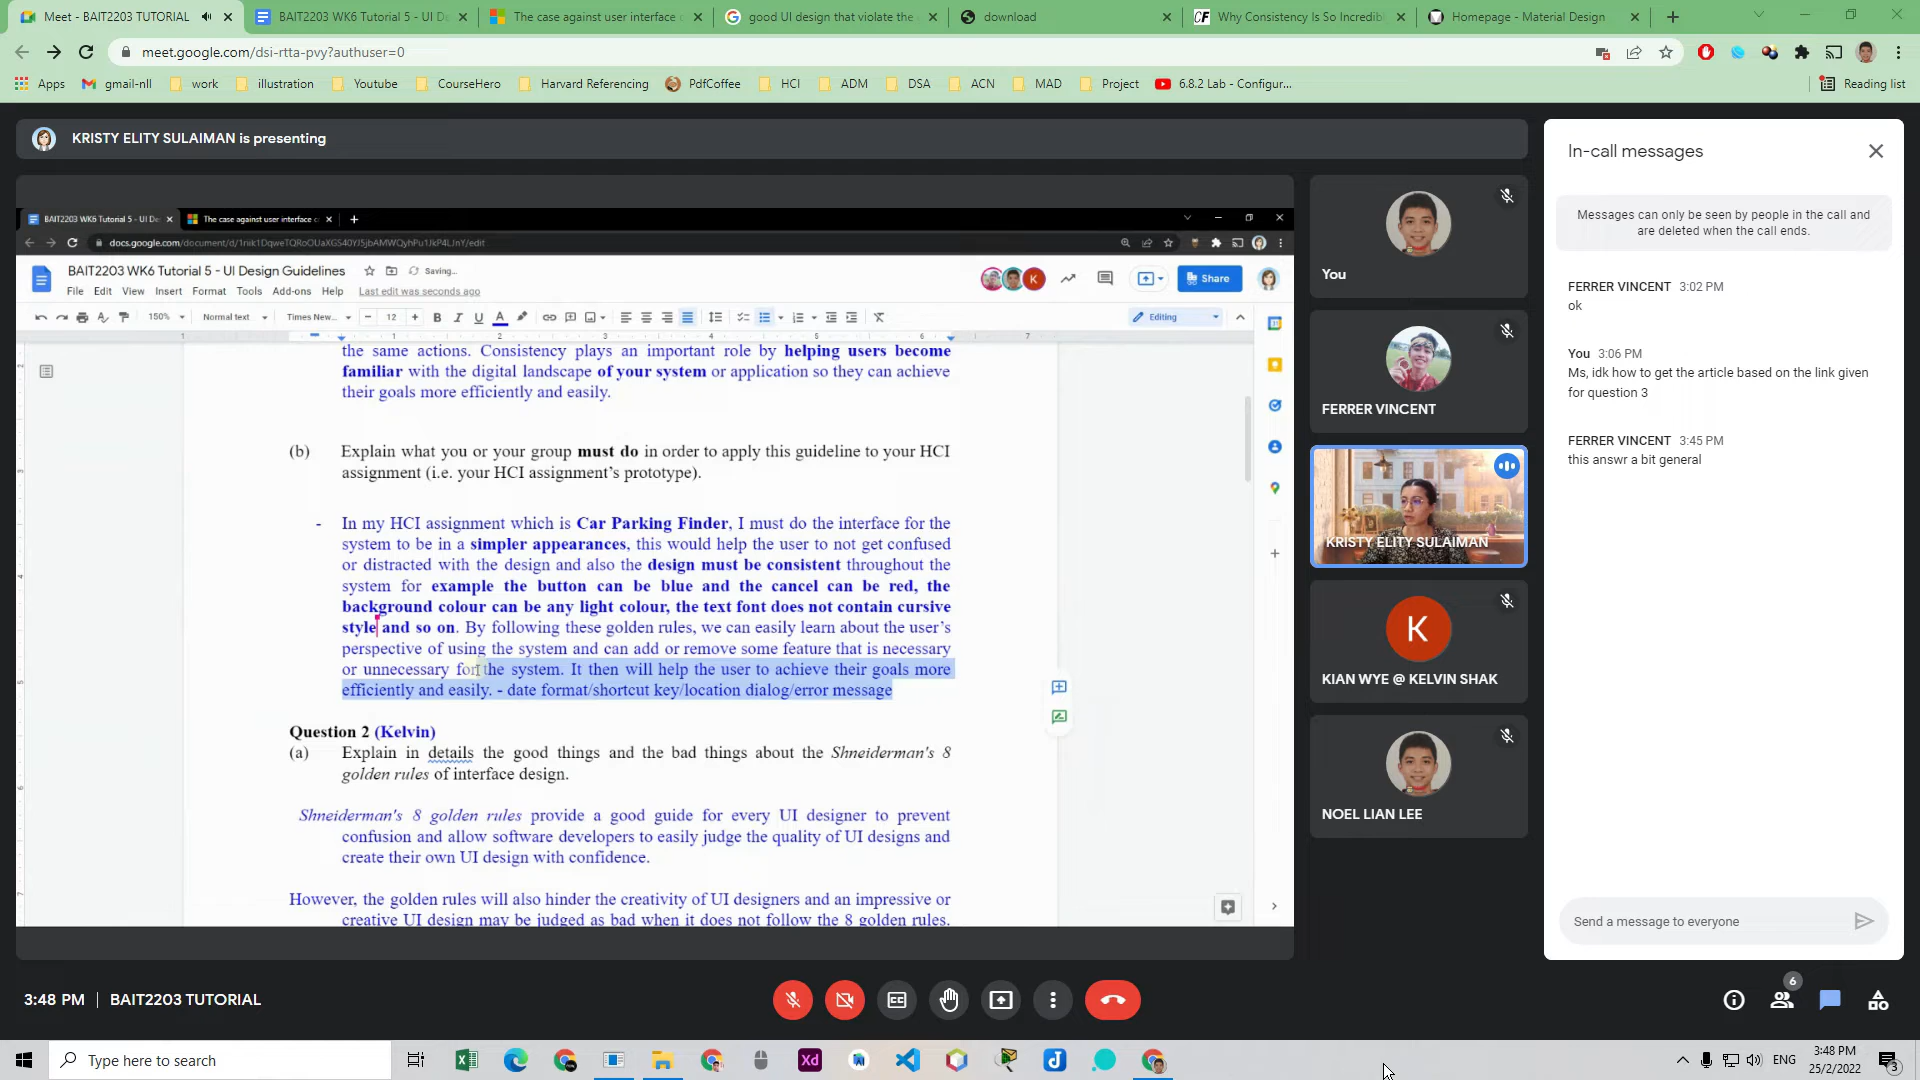 Meet - BAIT2203 TUTORIAL
BAIT2203 WK6 Tutorial 5 - UI D
The case against user interface c
good UI design that violate the
download
Why Consistency Is So Incredib
Homepage - Material Design
meet.google.com/dsi-rtta-pvy?authuser=0
Apps
gmail-nll
work
illustration
Youtube
CourseHero
Harvard Referencing
PdfCoffee
HCI
ADM
DSA
ACN
MAD
Project
6.8.2 Lab - Configur...
Reading list
KRISTY ELITY SULAIMAN is presenting
BAIT2203 WK6 Tutorial 5 - UI De
The case against user interface c
BAIT2203 WK6 Tutorial 5 - UI Design Guidelines
Saving...
File Edit View Insert Format Tools Add-ons Help
Last edit was seconds ago
K
Share
150%
Normal text
Times New...
12
Editing
the same actions. Consistency plays an important role by helping users become
familiar with the digital landscape of your system or application so they can achieve
their goals more efficiently and easily.
(b) Explain what you or your group must do in order to apply this guideline to your HCI
assignment (i.e. your HCI assignment's prototype).
- In my HCI assignment which is Car Parking Finder, I must do the interface for the
system to be in a simpler appearances, this would help the user to not get confused
or distracted with the design and also the design must be consistent throughout the
system for example the button can be blue and the cancel can be red, the
background colour can be any light colour, the text font does not contain cursive
style and so on. By following these golden rules, we can easily learn about the user's
perspective of using the system and can add or remove some feature that is necessary
or unnecessary for the system. It then will help the user to achieve their goals more
efficiently and easily. - date format/shortcut key/location dialog/error message
Question 2 (Kelvin)
(a) Explain in details the good things and the bad things about the Shneiderman's 8
golden rules of interface design.
Shneiderman's 8 golden rules provide a good guide for every UI designer to prevent
confusion and allow software developers to easily judge the quality of UI designs and
create their own UI design with confidence.
However, the golden rules will also hinder the creativity of UI designers and an impressive or
creative UI design may be judged as bad when it does not follow the 8 golden rules.
You
FERRER VINCENT
KRISTY ELITY SULAIMAN
K
KIAN WYE @ KELVIN SHAK
NOEL LIAN LEE
In-call messages
Messages can only be seen by people in the call and
are deleted when the call ends.
FERRER VINCENT 3:02 PM
ok
You 3:06 PM
Ms, idk how to get the article based on the link given
for question 3
FERRER VINCENT 3:45 PM
this answr a bit general
Send a message to everyone
3:48 PM | BAIT2203 TUTORIAL
6
Type here to search
Xd
ENG
3:48 PM
25/2/2022
3